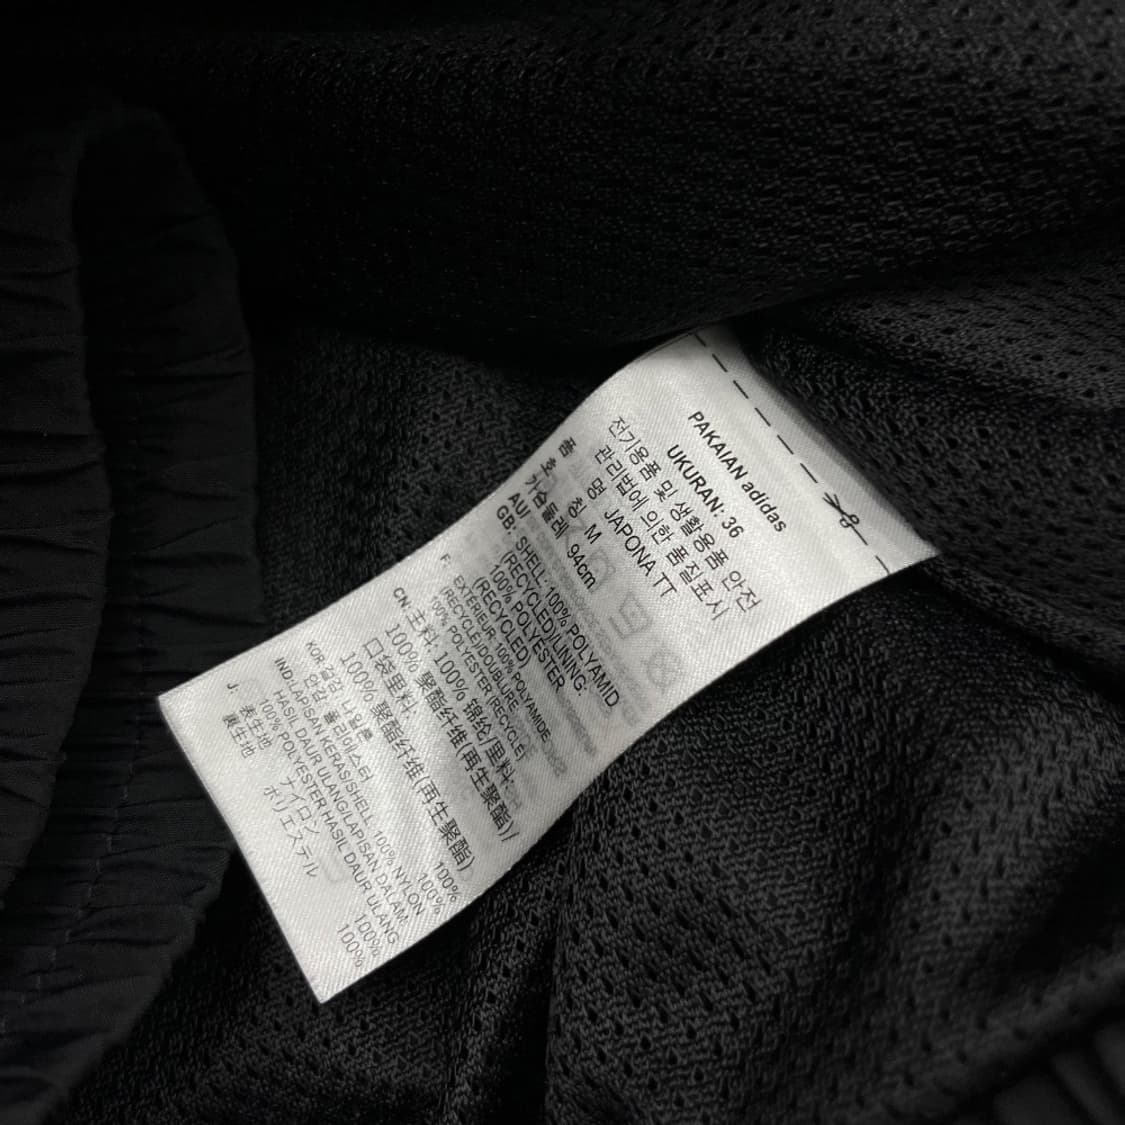 PAKAIAN adidas
UKURAN: 36
전기용품 및 생활용품 안전
관리법에 의한 품질표시
품 명 JAPONA TT
호 칭 M
가슴둘레 94cm
AU/
GB: SHELL: 100% POLYAMID
(RECYCLED)/LINING:
100% POLYESTER
(RECYCLED)
F: EXTÉRIEUR: 100% POLYAMIDE
(RECYCLE)/DOUBLURE:
100% POLYESTER (RECYCLE)
CN: 主料: 100% 锦纶/里料:
100% 聚酯纤维(再生聚酯)/
口袋里料:
100% 聚酯纤维(再生聚酯)
KOR: 겉감 나일론 100%
안감 폴리에스터 100%
IND: LAPISAN KERAS/SHELL: 100% NYLON
HASIL DAUR ULANG/LAPISAN DALAM:
100% POLYESTER HASIL DAUR ULANG
J: 表生地 ナイロン 100%
裏生地 ポリエステル 100%